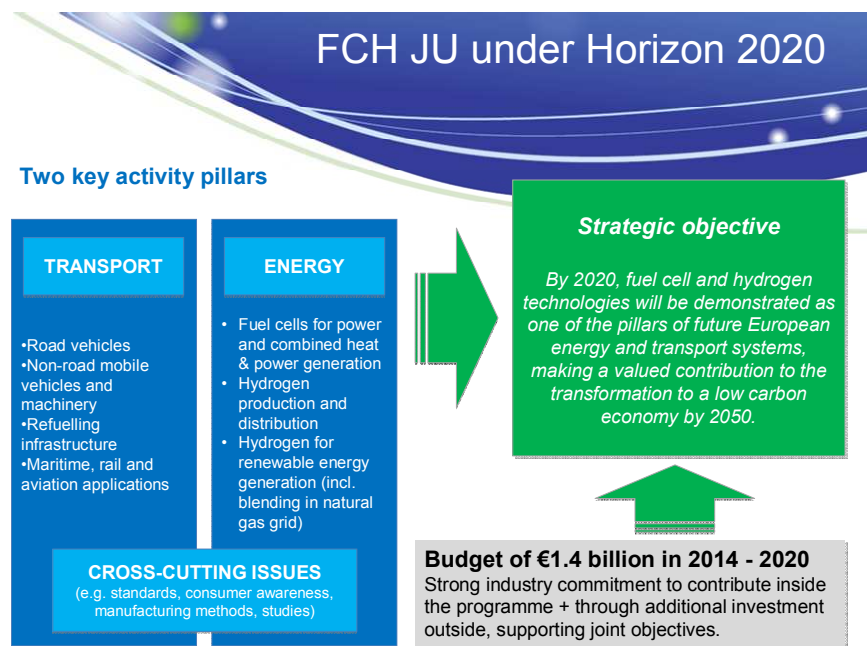 FCH JU under Horizon 2020
Two key activity pillars
TRANSPORT
•Road vehicles
•Non-road mobile
vehicles and
machinery
•Refuelling
infrastructure
•Maritime, rail and
aviation applications
ENERGY
• Fuel cells for power
and combined heat
& power generation
• Hydrogen
production and
distribution
• Hydrogen for
renewable energy
generation (incl.
blending in natural
gas grid)
CROSS-CUTTING ISSUES
(e.g. standards, consumer awareness,
manufacturing methods, studies)
Strategic objective
By 2020, fuel cell and hydrogen
technologies will be demonstrated as
one of the pillars of future European
energy and transport systems,
making a valued contribution to the
transformation to a low carbon
economy by 2050.
Budget of €1.4 billion in 2014 - 2020
Strong industry commitment to contribute inside
the programme + through additional investment
outside, supporting joint objectives.